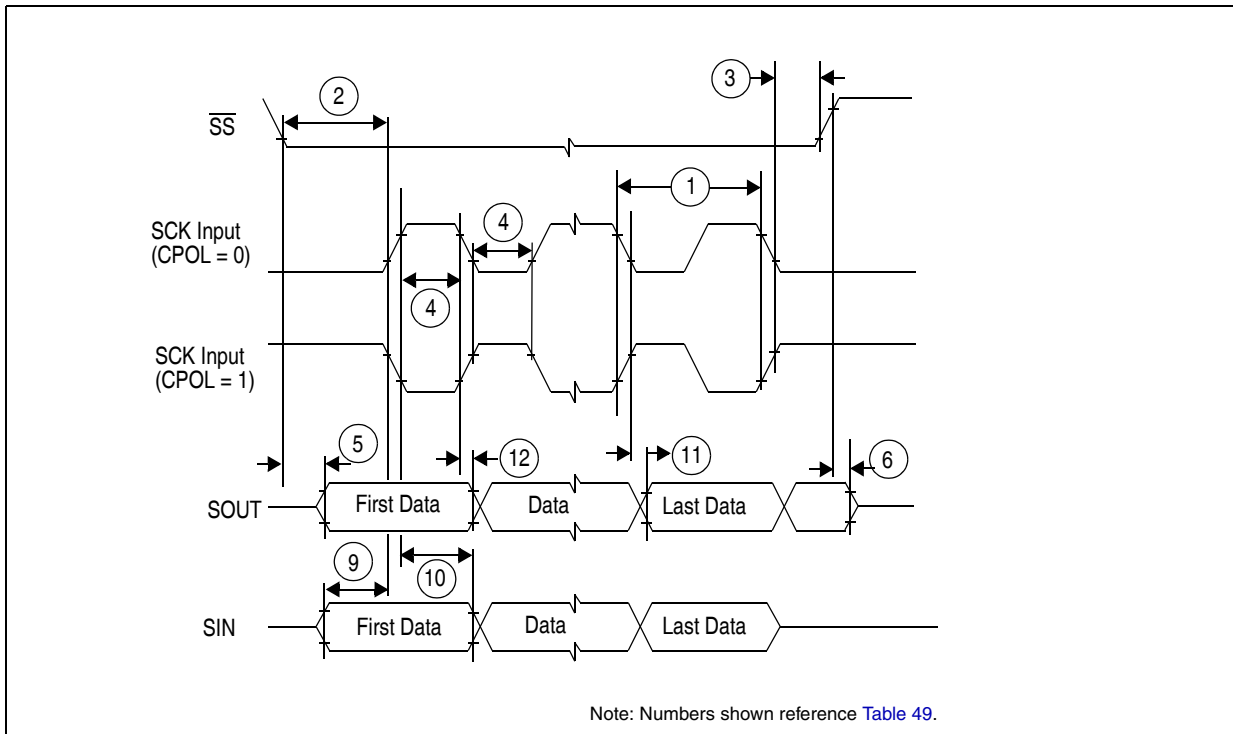 3
2
SS
1
SCK Input
(CPOL = 0)
4
4
SCK Input
(CPOL = 1)
5
12
11
6
SOUT
First Data
Data
Last Data
9
10
SIN
First Data
Data
Last Data
Note: Numbers shown reference Table 49.